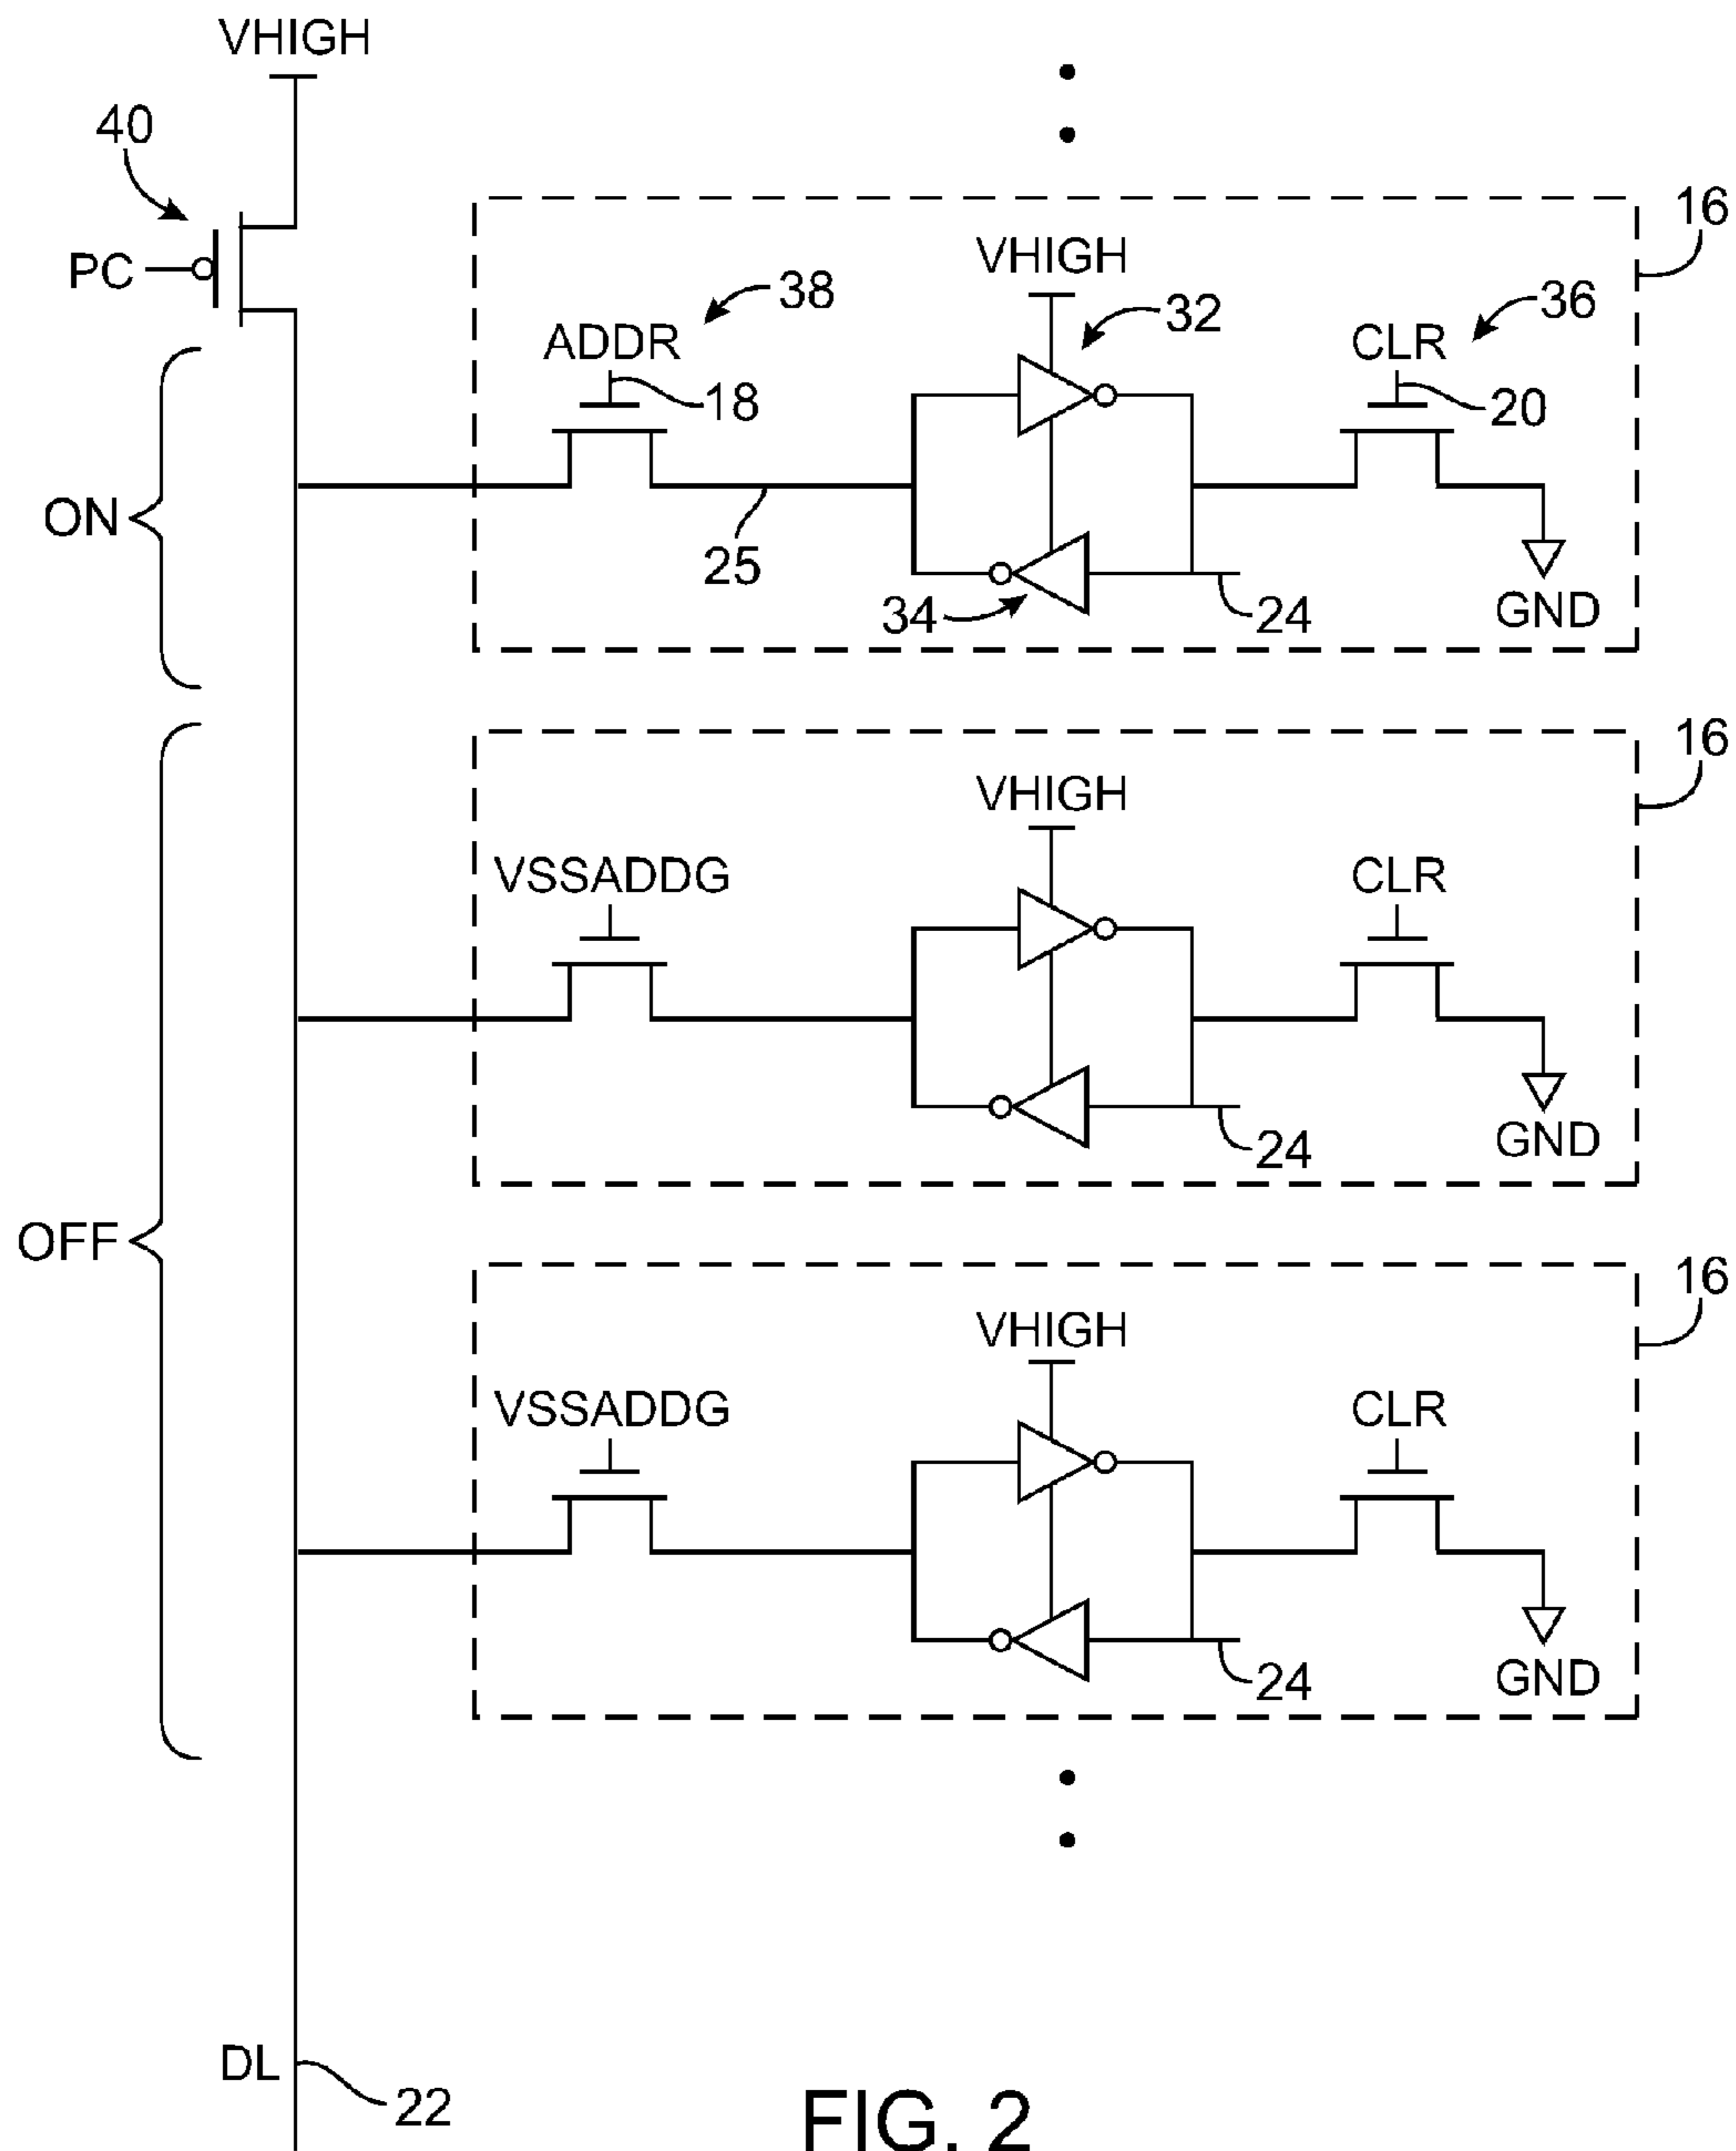 VHIGH
40
PC
16
VHIGH
38
32
36
ADDR
CLR
18
20
ON
25
34
24
GND
16
VHIGH
VSSADDG
CLR
24
GND
OFF
16
VHIGH
VSSADDG
CLR
24
GND
DL
22
FIG. 2